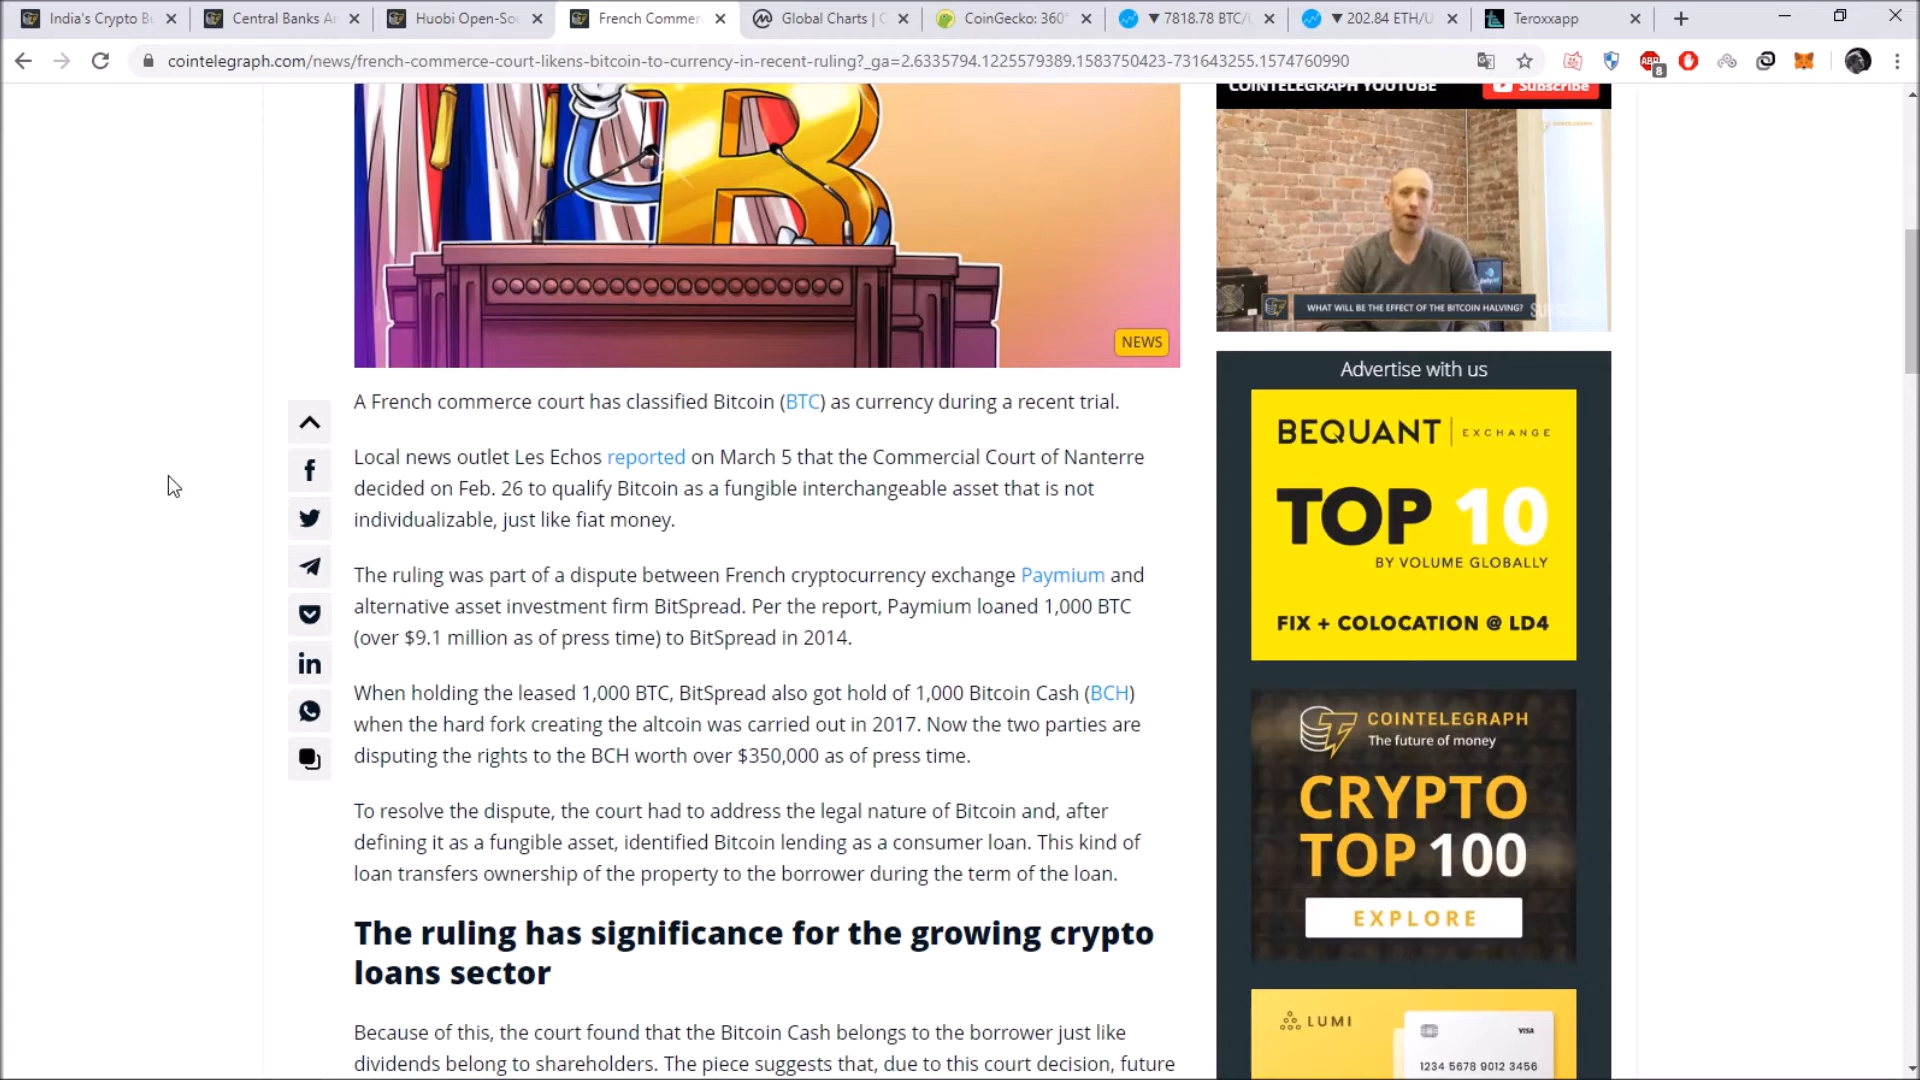 India's Crypto Bu
Central Banks Ar
Huobi Open-Sou
French Commer
Global Charts | C
CoinGecko: 360°
▼ 7818.78 BTC/U
▼ 202.84 ETH/U
Teroxxapp
cointelegraph.com/news/french-commerce-court-likens-bitcoin-to-currency-in-recent-ruling?_ga=2.6335794.1225579389.1583750423-731643255.1574760990
ABP
8
COINTELEGRAPH YOUTUBE
Subscribe
COINTELEGRAPH
WHAT WILL BE THE EFFECT OF THE BITCOIN HALVING?
NEWS
A French commerce court has classified Bitcoin (BTC) as currency during a recent trial.
Local news outlet Les Echos reported on March 5 that the Commercial Court of Nanterre
decided on Feb. 26 to qualify Bitcoin as a fungible interchangeable asset that is not
individualizable, just like fiat money.
The ruling was part of a dispute between French cryptocurrency exchange Paymium and
alternative asset investment firm BitSpread. Per the report, Paymium loaned 1,000 BTC
(over $9.1 million as of press time) to BitSpread in 2014.
When holding the leased 1,000 BTC, BitSpread also got hold of 1,000 Bitcoin Cash (BCH)
when the hard fork creating the altcoin was carried out in 2017. Now the two parties are
disputing the rights to the BCH worth over $350,000 as of press time.
To resolve the dispute, the court had to address the legal nature of Bitcoin and, after
defining it as a fungible asset, identified Bitcoin lending as a consumer loan. This kind of
loan transfers ownership of the property to the borrower during the term of the loan.
The ruling has significance for the growing crypto
loans sector
Because of this, the court found that the Bitcoin Cash belongs to the borrower just like
dividends belong to shareholders. The piece suggests that, due to this court decision, future
Advertise with us
BEQUANT | EXCHANGE
TOP 10
BY VOLUME GLOBALLY
FIX + COLOCATION @ LD4
COINTELEGRAPH
The future of money
CRYPTO
TOP 100
EXPLORE
LUMI
VISA
1234 5678 9012 3456